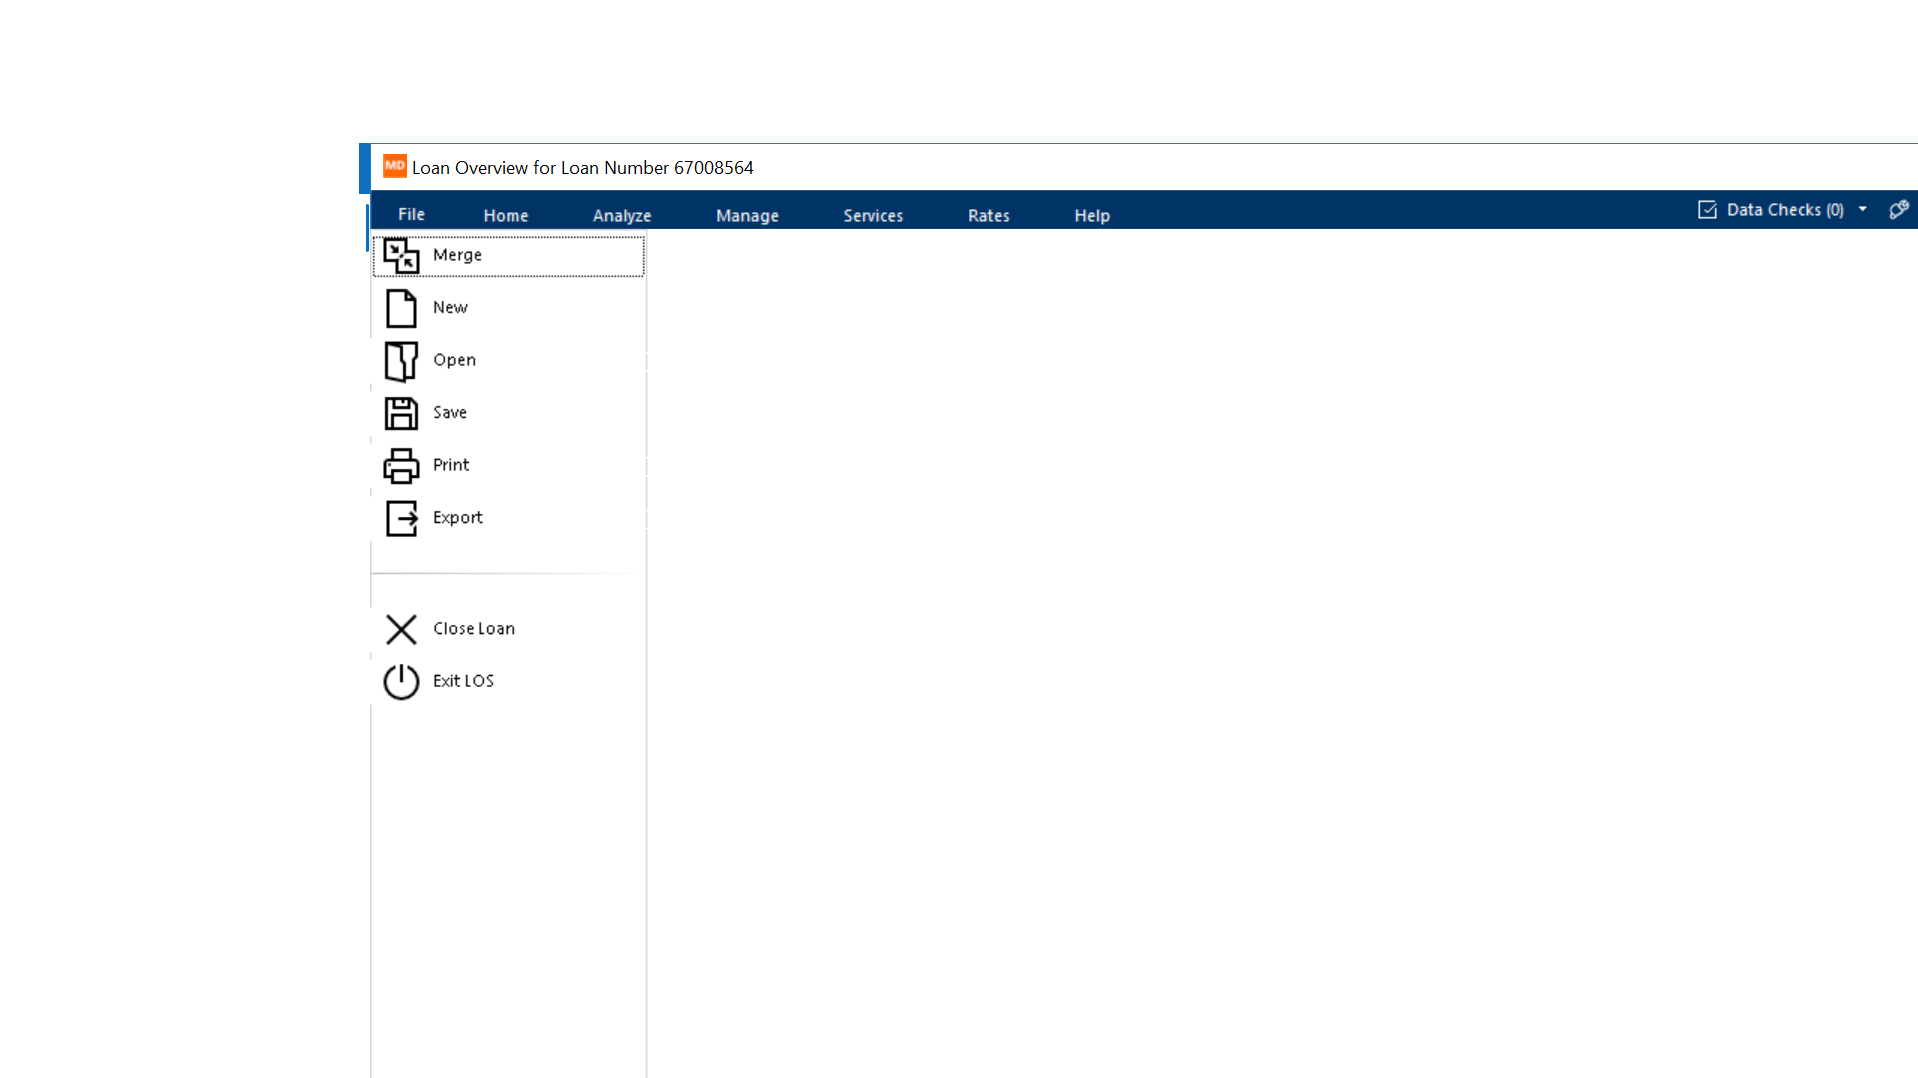 MD Loan Overview for Loan Number 67008564
File Home Analyze Manage Services Rates Help Data Checks (0)
Merge
New
Open
Save
Print
Export
Close Loan
Exit LOS